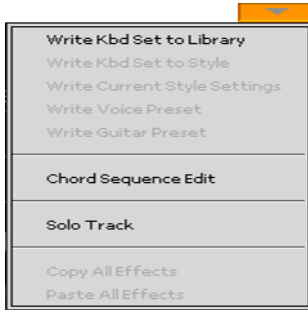 Write Kbd Set to Library
Write Kbd Set to Style
Write Current Style Settings
Write Voice Preset
Write Guitar Preset
Chord Sequence Edit
Solo Track
Copy All Effects
Paste All Effects